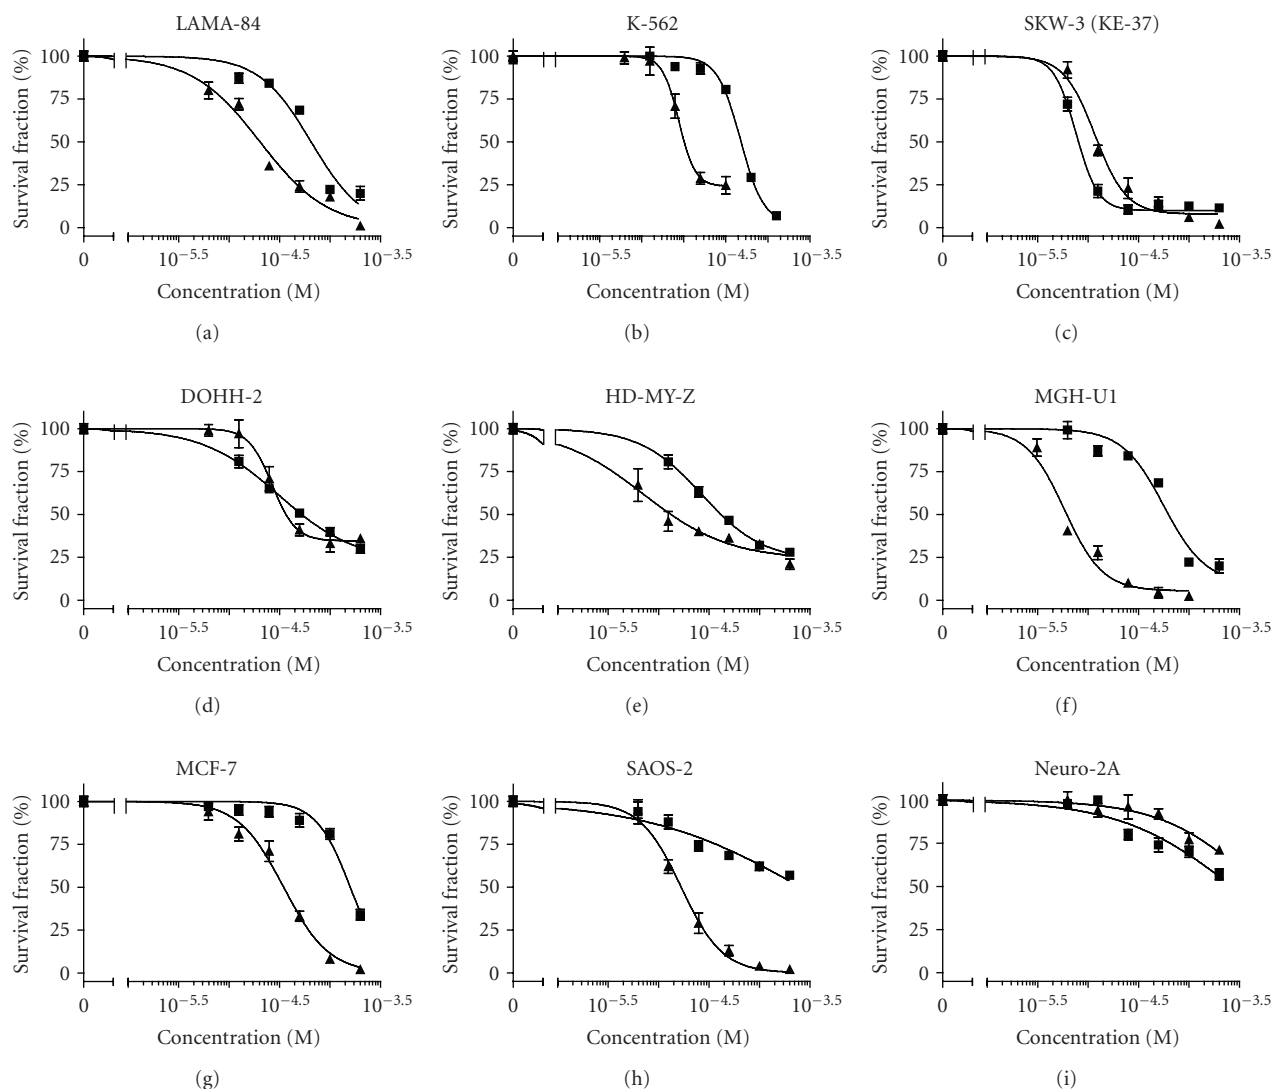 LAMA-84 K-562 SKW-3 (KE-37)
Survival fraction (%) Survival fraction (%) Survival fraction (%)
100 100 100
75 75 75
50 50 50
25 25 25
0 0 0
0 10^−5.5 10^−4.5 10^−3.5 0 10^−5.5 10^−4.5 10^−3.5 0 10^−5.5 10^−4.5 10^−3.5
Concentration (M) Concentration (M) Concentration (M)
(a) (b) (c)
DOHH-2 HD-MY-Z MGH-U1
Survival fraction (%) Survival fraction (%) Survival fraction (%)
100 100 100
75 75 75
50 50 50
25 25 25
0 0 0
0 10^−5.5 10^−4.5 10^−3.5 0 10^−5.5 10^−4.5 10^−3.5 0 10^−5.5 10^−4.5 10^−3.5
Concentration (M) Concentration (M) Concentration (M)
(d) (e) (f)
MCF-7 SAOS-2 Neuro-2A
Survival fraction (%) Survival fraction (%) Survival fraction (%)
100 100 100
75 75 75
50 50 50
25 25 25
0 0 0
0 10^−5.5 10^−4.5 10^−3.5 0 10^−5.5 10^−4.5 10^−3.5 0 10^−5.5 10^−4.5 10^−3.5
Concentration (M) Concentration (M) Concentration (M)
(g) (h) (i)